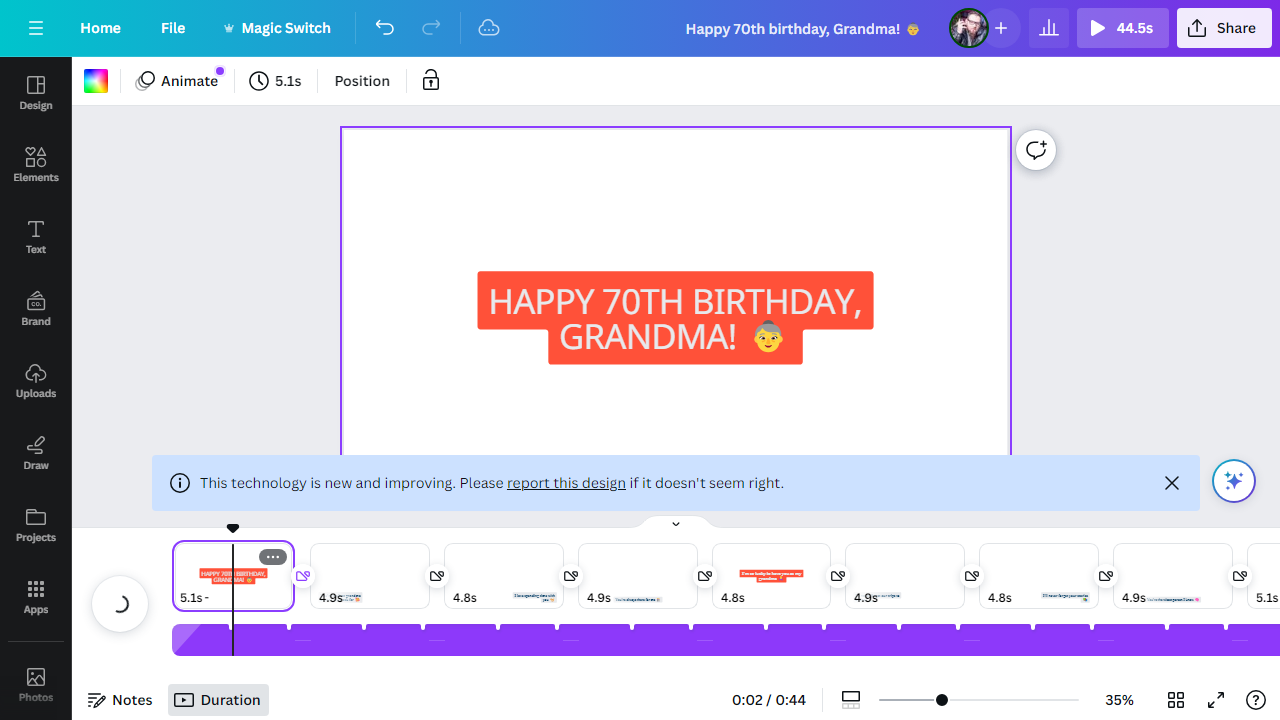 Home
File
Magic Switch
Happy 70th birthday, Grandma! 👵
44.5s
Share
Design
Elements
Text
CO.
Brand
Uploads
Draw
Projects
Apps
Photos
Animate
5.1s
Position
HAPPY 70TH BIRTHDAY,
GRANDMA! 👵
This technology is new and improving. Please report this design if it doesn't seem right.
HAPPY 70TH BIRTHDAY,
GRANDMA! 👵
5.1s
4.9s
4.8s
4.9s
4.8s
4.9s
4.8s
4.9s
5.1s
Notes
Duration
0:02 / 0:44
35%